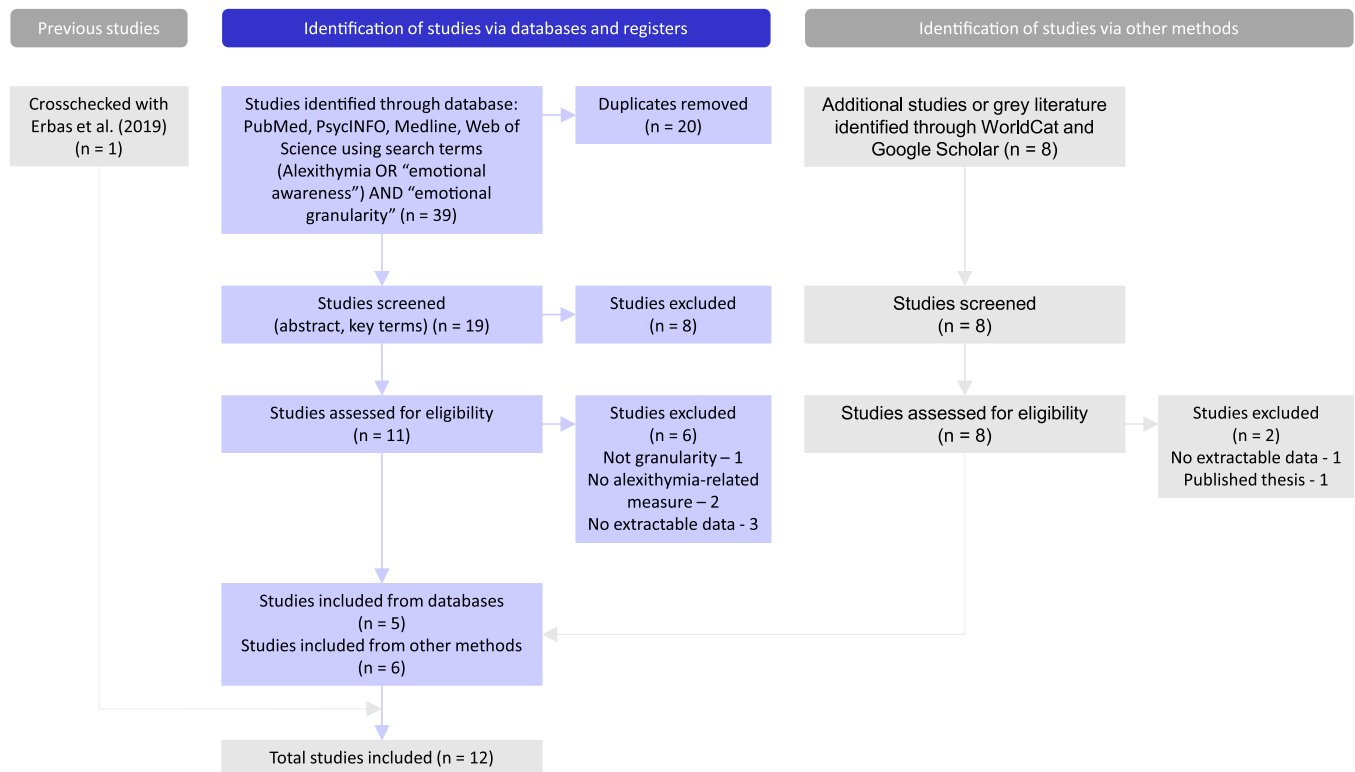 Previous studies
Identification of studies via databases and registers
Identification of studies via other methods
Crosschecked with
Erbas et al. (2019)
(n = 1)
Studies identified through database:
PubMed, PsycINFO, Medline, Web of
Science using search terms
(Alexithymia OR “emotional
awareness”) AND “emotional
granularity” (n = 39)
Duplicates removed
(n = 20)
Additional studies or grey literature
identified through WorldCat and
Google Scholar (n = 8)
Studies screened
(abstract, key terms) (n = 19)
Studies excluded
(n = 8)
Studies screened
(n = 8)
Studies assessed for eligibility
(n = 11)
Studies excluded
(n = 6)
Not granularity – 1
No alexithymia-related
measure – 2
No extractable data - 3
Studies assessed for eligibility
(n = 8)
Studies excluded
(n = 2)
No extractable data - 1
Published thesis - 1
Studies included from databases
(n = 5)
Studies included from other methods
(n = 6)
Total studies included (n = 12)